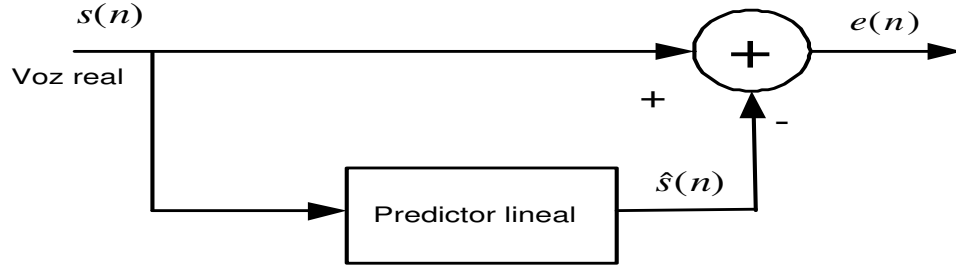 s(n)
e(n)
+
Voz real
+
-
ŝ(n)
Predictor lineal